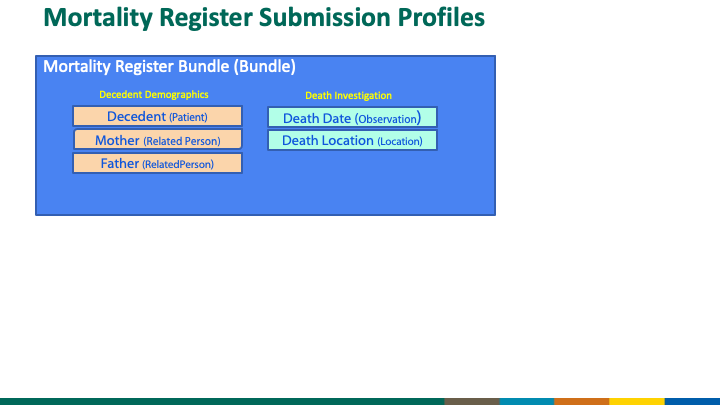 Mortality Register Submission Profiles
Mortality Register Bundle (Bundle)
Decedent Demographics
Decedent (Patient)
Mother (Related Person)
Father (RelatedPerson)
Death Investigation
Death Date (Observation)
Death Location (Location)